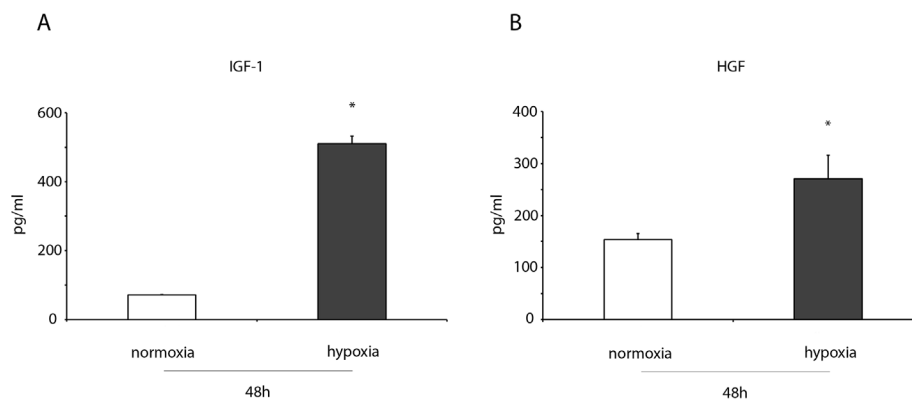 A
IGF-1
*
600
400
200
0
pg/ml
normoxia
hypoxia
48h
B
HGF
*
400
300
200
100
0
pg/ml
normoxia
hypoxia
48h